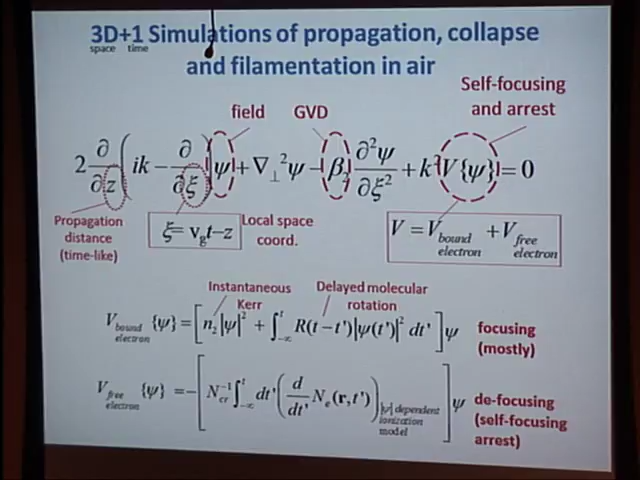 3D+1 Simulations of propagation, collapse
space time
and filamentation in air
Self-focusing
and arrest
field GVD
2 ∂/∂z (ik − ∂/∂ξ) ψ + ∇⊥²ψ − β₂ ∂²ψ/∂ξ² + k² V{ψ} = 0
Propagation
distance
(time-like)
ξ = v_g t − z
Local space
coord.
V = V_bound electron + V_free electron
Instantaneous
Kerr
Delayed molecular
rotation
V_bound electron {ψ} = [n₂|ψ|² + ∫_{−∞}^{t} R(t−t')|ψ(t')|² dt'] ψ
focusing
(mostly)
V_free electron {ψ} = −[N_cr^{−1} ∫_{−∞}^{t} dt' (d/dt' N_e(r,t'))_{|ψ| dependent ionization model}] ψ
de-focusing
(self-focusing
arrest)